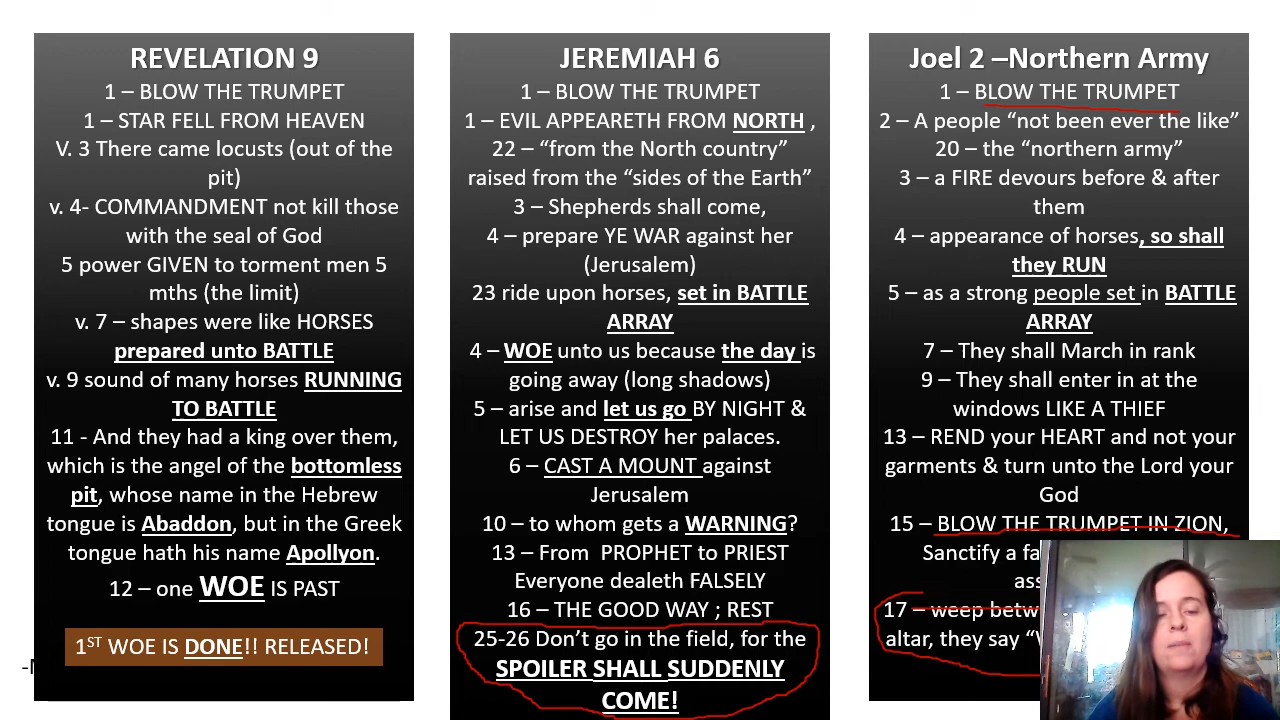 REVELATION 9
1 – BLOW THE TRUMPET
1 – STAR FELL FROM HEAVEN
V. 3 There came locusts (out of the
pit)
v. 4- COMMANDMENT not kill those
with the seal of God
5 power GIVEN to torment men 5
mths (the limit)
v. 7 – shapes were like HORSES
prepared unto BATTLE
v. 9 sound of many horses RUNNING
TO BATTLE
11 - And they had a king over them,
which is the angel of the bottomless
pit, whose name in the Hebrew
tongue is Abaddon, but in the Greek
tongue hath his name Apollyon.
12 – one WOE IS PAST
1ST WOE IS DONE!! RELEASED!
JEREMIAH 6
1 – BLOW THE TRUMPET
1 – EVIL APPEARETH FROM NORTH ,
22 – “from the North country”
raised from the “sides of the Earth”
3 – Shepherds shall come,
4 – prepare YE WAR against her
(Jerusalem)
23 ride upon horses, set in BATTLE
ARRAY
4 – WOE unto us because the day is
going away (long shadows)
5 – arise and let us go BY NIGHT &
LET US DESTROY her palaces.
6 – CAST A MOUNT against
Jerusalem
10 – to whom gets a WARNING?
13 – From PROPHET to PRIEST
Everyone dealeth FALSELY
16 – THE GOOD WAY ; REST
25-26 Don’t go in the field, for the
SPOILER SHALL SUDDENLY
COME!
Joel 2 –Northern Army
1 – BLOW THE TRUMPET
2 – A people “not been ever the like”
20 – the “northern army”
3 – a FIRE devours before & after
them
4 – appearance of horses, so shall
they RUN
5 – as a strong people set in BATTLE
ARRAY
7 – They shall March in rank
9 – They shall enter in at the
windows LIKE A THIEF
13 – REND your HEART and not your
garments & turn unto the Lord your
God
15 – BLOW THE TRUMPET IN ZION,
Sanctify a
17 – weep
altar, they say